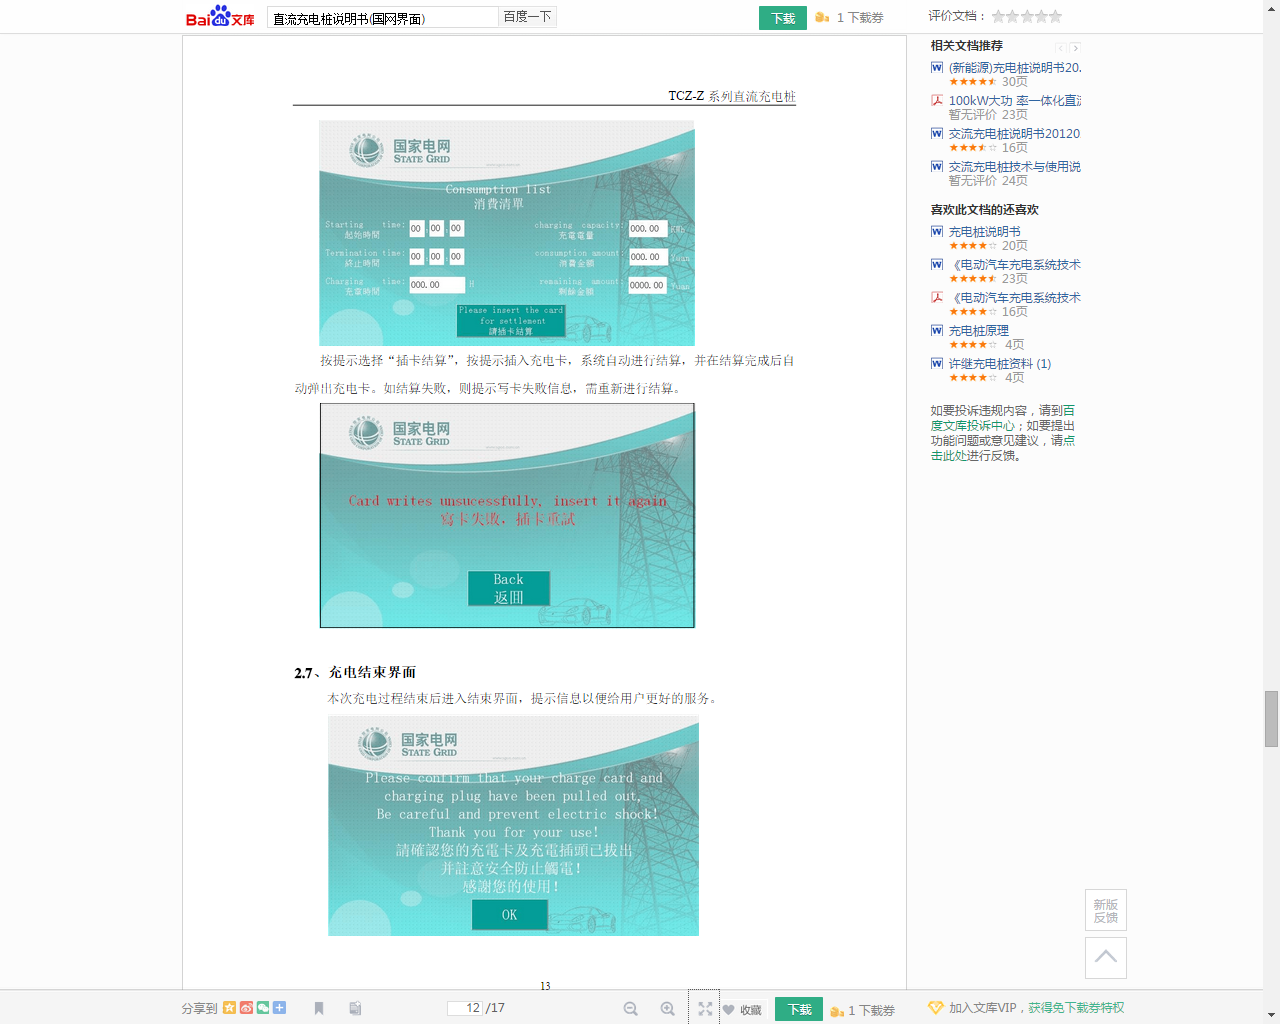 Bai du 文库
直流充电桩说明书(国网界面)
百度一下
下载
1 下载券
评价文档：
TCZ-Z 系列直流充电桩
国家电网
STATE GRID
Consumption list
消費清單
Starting time: 00 : 00 : 00
起始時間
charging capacity: 000.00 KWh
充電電量
Termination time: 00 : 00 : 00
終止時間
consumption amount: 000.00 Yuan
消費金額
Charging time: 000.00 H
充電時間
remaining amount: 0000.00 Yuan
剩餘金額
Please insert the card
for settlement
請插卡結算
按提示选择“插卡结算”，按提示插入充电卡，系统自动进行结算，并在结算完成后自
动弹出充电卡。如结算失败，则提示写卡失败信息，需重新进行结算。
国家电网
STATE GRID
Card writes unsucessfully, insert it again
寫卡失敗，插卡重試
Back
返囬
2.7、充电结束界面
本次充电过程结束后进入结束界面，提示信息以便给用户更好的服务。
国家电网
STATE GRID
Please confirm that your charge card and
charging plug have been pulled out,
Be careful and prevent electric shock!
Thank you for your use!
請確認您的充電卡及充電插頭已拔出
并註意安全防止觸電！
感謝您的使用！
OK
13
相关文档推荐
(新能源)充电桩说明书20.
30页
100kW大功 率一体化直流
暂无评价 23页
交流充电桩说明书20120
16页
交流充电桩技术与使用说
暂无评价 24页
喜欢此文档的还喜欢
充电桩说明书
20页
《电动汽车充电系统技术
23页
《电动汽车充电系统技术
16页
充电桩原理
4页
许继充电桩资料 (1)
4页
如要投诉违规内容，请到百
度文库投诉中心；如要提出
功能问题或意见建议，请点
击此处进行反馈。
新版
反馈
分享到
12 /17
收藏
下载
1 下载券
加入文库VIP，获得免下载券特权